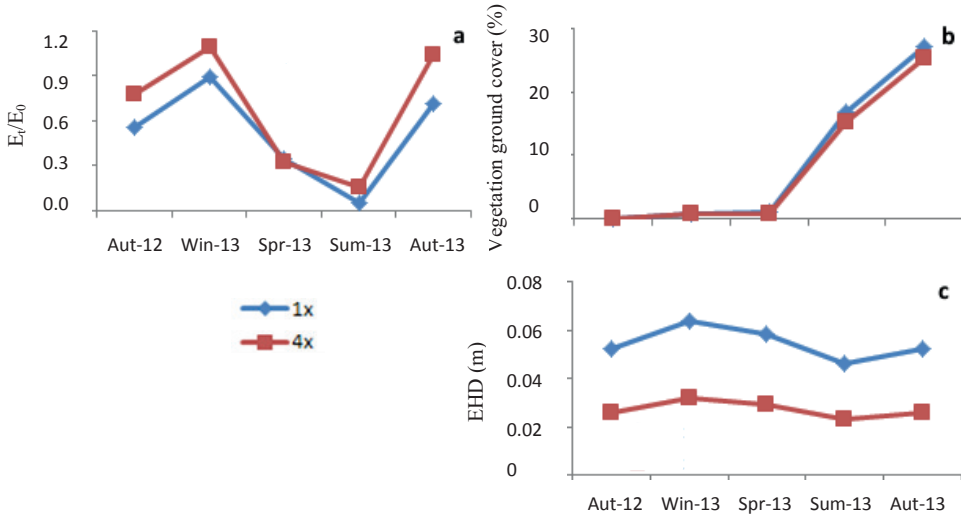 a
Eₜ/E₀
1.2
0.9
0.6
0.3
0.0
Aut-12 Win-13 Spr-13 Sum-13 Aut-13
b
Vegetation ground cover (%)
30
20
10
0
1x
4x
c
EHD (m)
0.08
0.06
0.04
0.02
0
Aut-12 Win-13 Spr-13 Sum-13 Aut-13